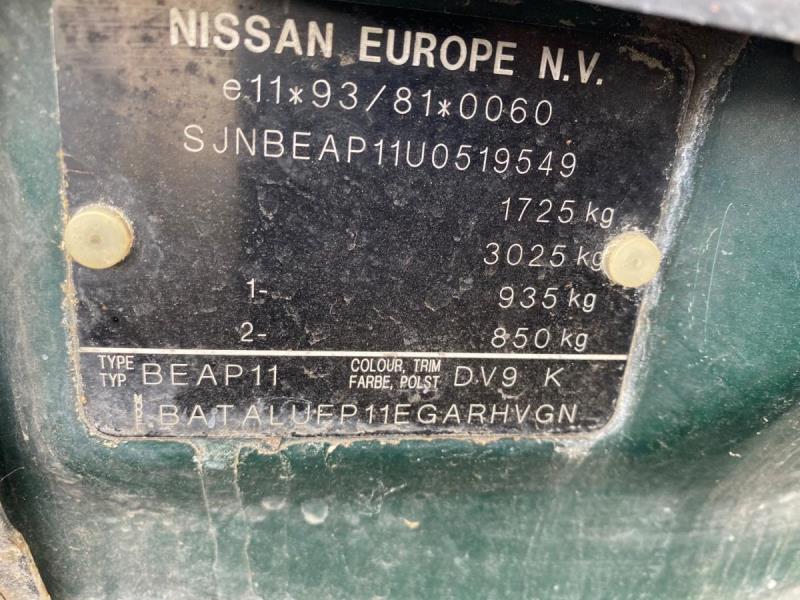 NISSAN EUROPE N.V.
e11*93/81*0060
SJNBEAP11U0519549
1725 kg
3025 kg
1- 935 kg
2- 850 kg
TYPE TYP BEAP11 COLOUR, TRIM FARBE, POLST DV9 K
BATALUFP11EGARHVGN